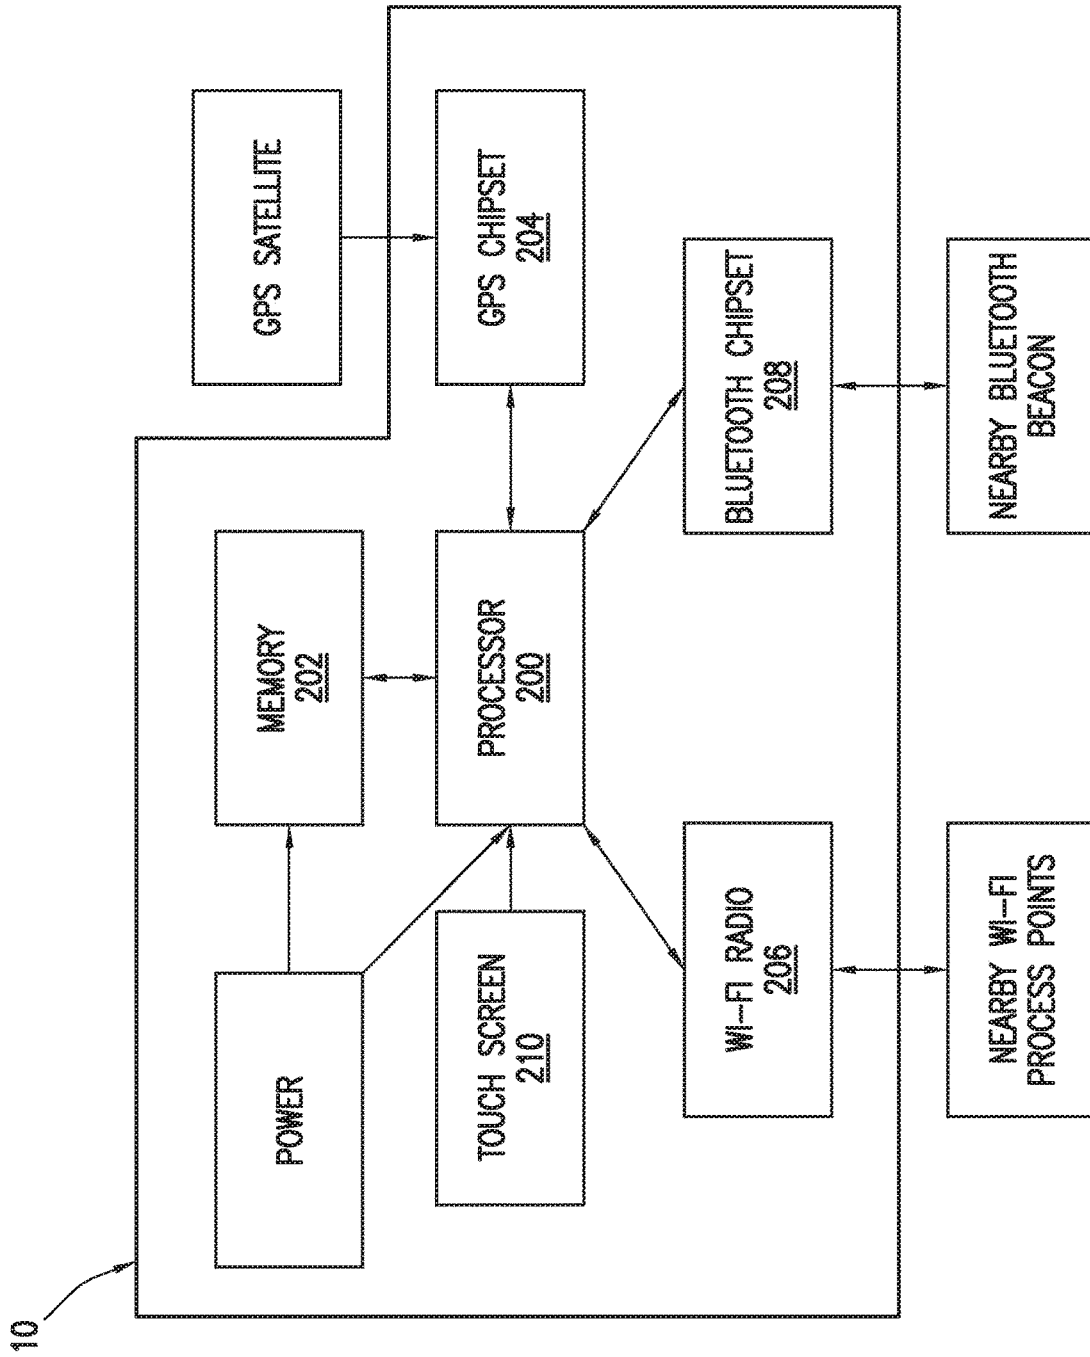 10
POWER
MEMORY
202
GPS SATELLITE
TOUCH SCREEN
210
PROCESSOR
200
GPS CHIPSET
204
WI-FI RADIO
206
BLUETOOTH CHIPSET
208
NEARBY WI-FI
PROCESS POINTS
NEARBY BLUETOOTH
BEACON